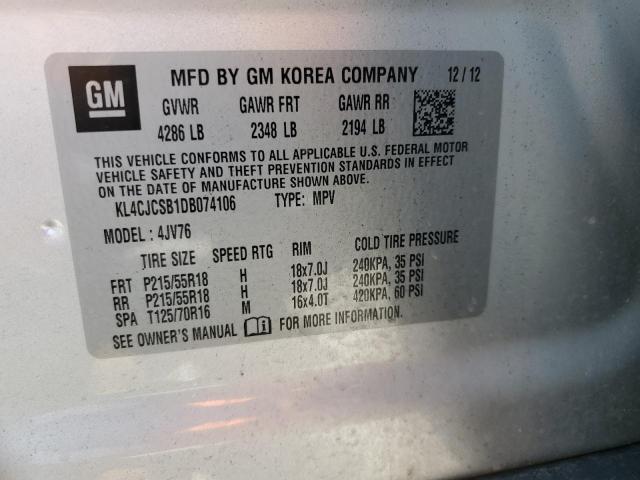 GM MFD BY GM KOREA COMPANY 12/12
GVWR GAWR FRT GAWR RR
4286 LB 2348 LB 2194 LB
THIS VEHICLE CONFORMS TO ALL APPLICABLE U.S. FEDERAL MOTOR
VEHICLE SAFETY AND THEFT PREVENTION STANDARDS IN EFFECT
ON THE DATE OF MANUFACTURE SHOWN ABOVE.
KL4CJCSB1DB074106 TYPE: MPV
MODEL: 4JV76
TIRE SIZE SPEED RTG RIM COLD TIRE PRESSURE
FRT P215/55R18 H 18x7.0J 240KPA, 35 PSI
RR P215/55R18 H 18x7.0J 240KPA, 35 PSI
SPA T125/70R16 M 16x4.0T 420KPA, 60 PSI
SEE OWNER'S MANUAL FOR MORE INFORMATION.